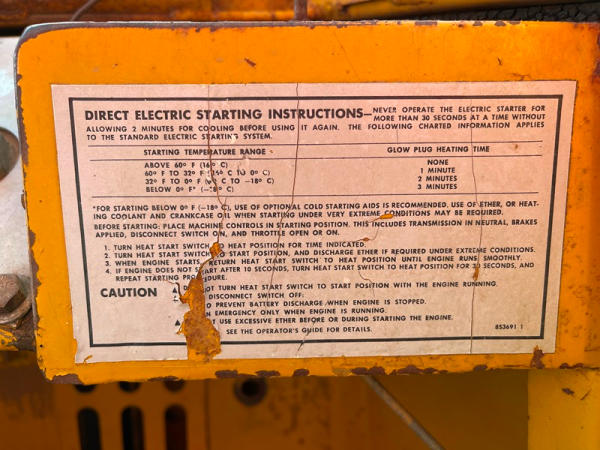 DIRECT ELECTRIC STARTING INSTRUCTIONS—NEVER OPERATE THE ELECTRIC STARTER FOR
MORE THAN 30 SECONDS AT A TIME WITHOUT
ALLOWING 2 MINUTES FOR COOLING BEFORE USING IT AGAIN. THE FOLLOWING CHARTED INFORMATION APPLIES
TO THE STANDARD ELECTRIC STARTING SYSTEM.
STARTING TEMPERATURE RANGE GLOW PLUG HEATING TIME
ABOVE 60° F (16° C) NONE
60° F TO 32° F (16° C TO 0° C) 1 MINUTE
32° F TO 0° F (0° C TO −18° C) 2 MINUTES
BELOW 0° F* (−18° C) 3 MINUTES
*FOR STARTING BELOW 0° F (−18° C), USE OF OPTIONAL COLD STARTING AIDS IS RECOMMENDED. USE OF ETHER, OR HEAT-
ING COOLANT AND CRANKCASE OIL WHEN STARTING UNDER VERY EXTREME CONDITIONS MAY BE REQUIRED.
BEFORE STARTING: PLACE MACHINE CONTROLS IN STARTING POSITION. THIS INCLUDES TRANSMISSION IN NEUTRAL, BRAKES
APPLIED, DISCONNECT SWITCH ON, AND THROTTLE OPEN OR ON.
1. TURN HEAT START SWITCH TO HEAT POSITION FOR TIME INDICATED.
2. TURN HEAT START SWITCH TO START POSITION, AND DISCHARGE ETHER IF REQUIRED UNDER EXTREME CONDITIONS.
3. WHEN ENGINE STARTS, RETURN HEAT START SWITCH TO HEAT POSITION UNTIL ENGINE RUNS SMOOTHLY.
4. IF ENGINE DOES NOT START AFTER 10 SECONDS, TURN HEAT START SWITCH TO HEAT POSITION FOR SECONDS, AND
REPEAT STARTING PROCEDURE.
CAUTION NOT TURN HEAT START SWITCH TO START POSITION WITH THE ENGINE RUNNING.
DISCONNECT SWITCH OFF:
TO PREVENT BATTERY DISCHARGE WHEN ENGINE IS STOPPED.
EMERGENCY ONLY WHEN ENGINE IS RUNNING.
USE EXCESSIVE ETHER BEFORE OR DURING STARTING THE ENGINE.
SEE THE OPERATOR'S GUIDE FOR DETAILS.
8S3691 1